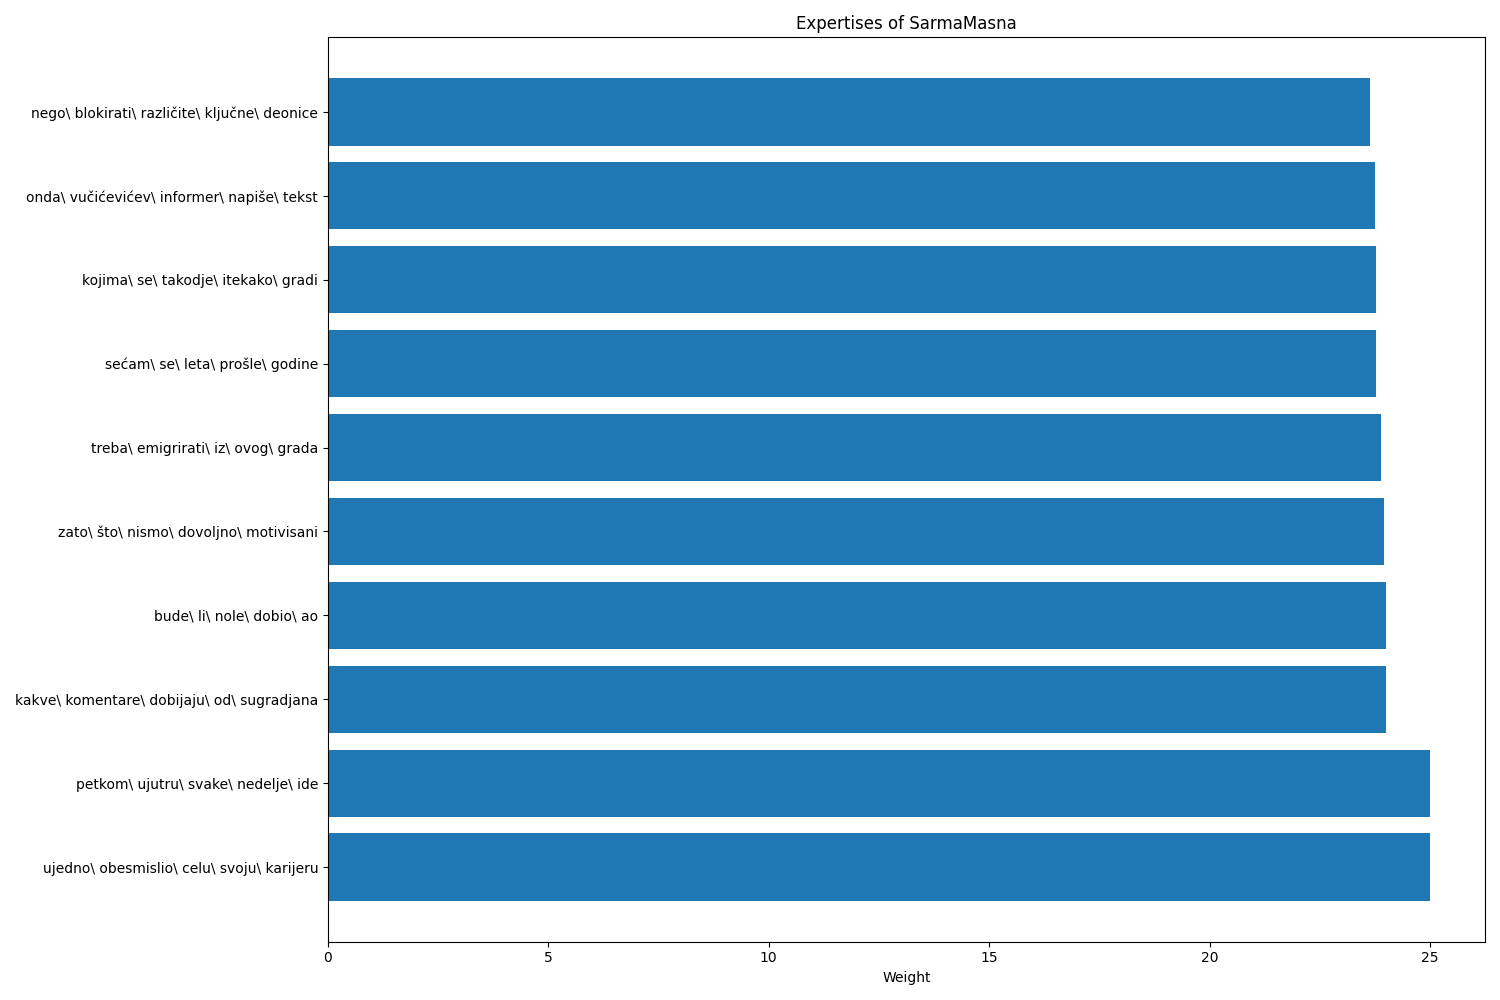 Expertises of SarmaMasna
nego\ blokirati\ različite\ ključne\ deonice
onda\ vučićevićev\ informer\ napiše\ tekst
kojima\ se\ takodje\ itekako\ gradi
sećam\ se\ leta\ prošle\ godine
treba\ emigrirati\ iz\ ovog\ grada
zato\ što\ nismo\ dovoljno\ motivisani
bude\ li\ nole\ dobio\ ao
kakve\ komentare\ dobijaju\ od\ sugradjana
petkom\ ujutru\ svake\ nedelje\ ide
ujedno\ obesmislio\ celu\ svoju\ karijeru
0 5 10 15 20 25
Weight